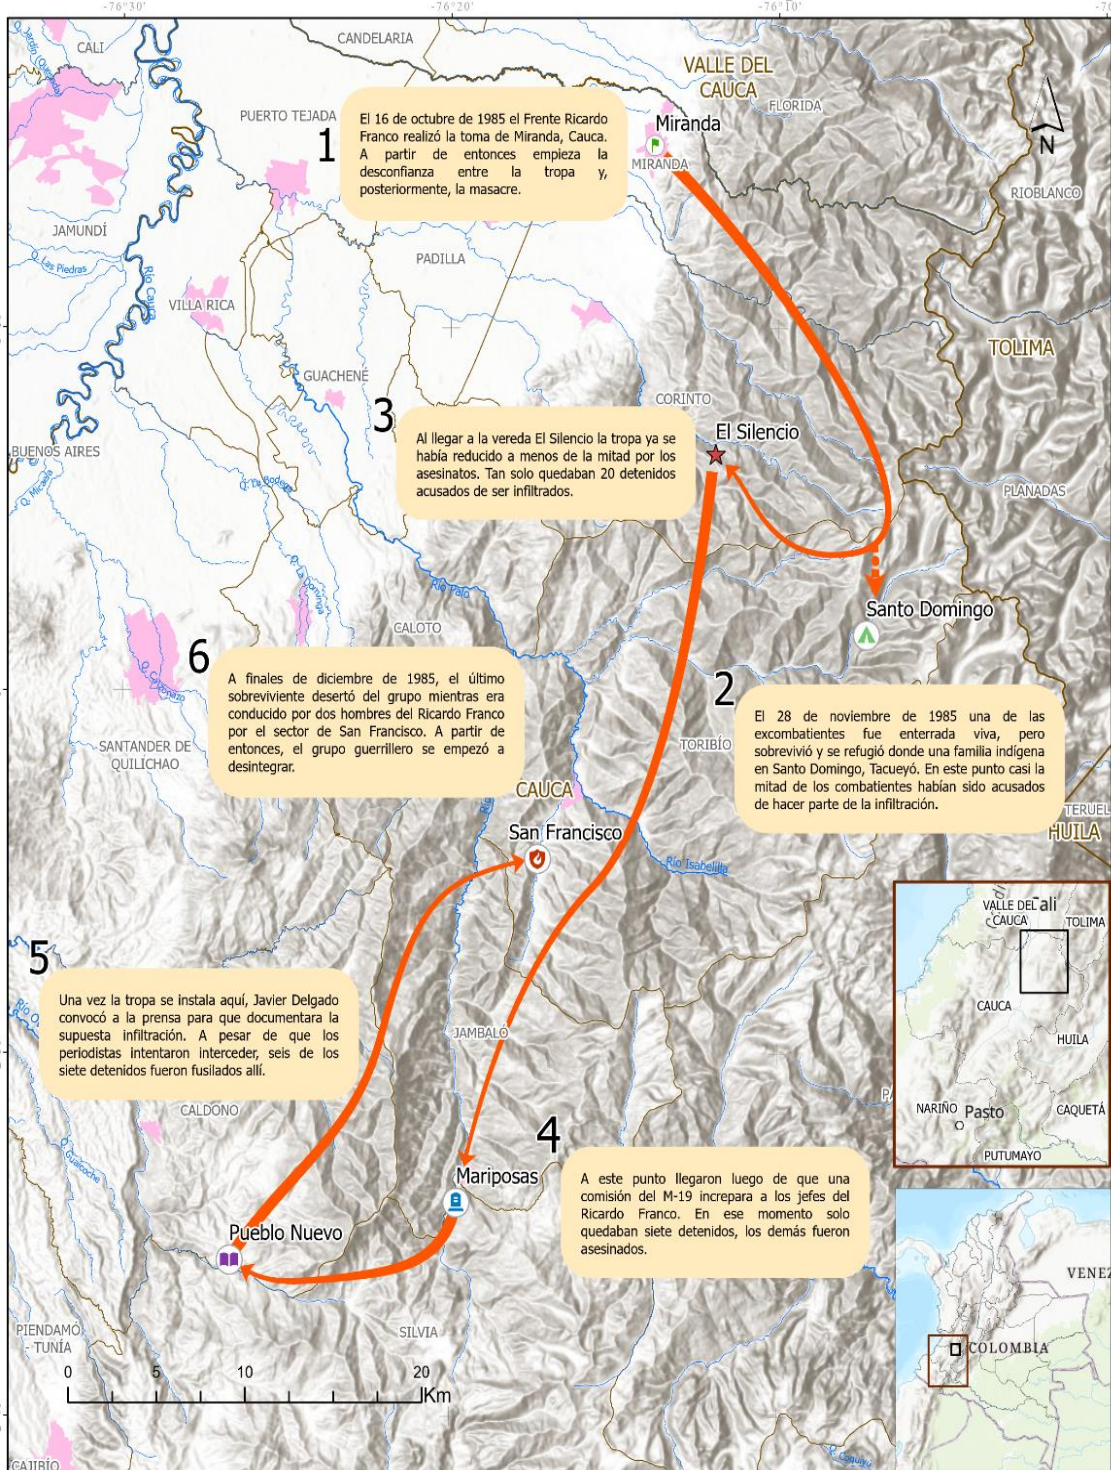 -76°30'
-76°20'
-76°10'
CALI
CANDELARIA
VALLE DEL
CAUCA
FLORIDA
PUERTO TEJADA
1
El 16 de octubre de 1985 el Frente Ricardo
Franco realizó la toma de Miranda, Cauca.
A partir de entonces empieza la
desconfianza entre la tropa y,
posteriormente, la masacre.
Miranda
MIRANDA
N
RIOBLANCO
JAMUNDÍ
Q. Las Piedras
Río Cauca
PADILLA
VILLA RICA
TOLIMA
GUACHENÉ
CORINTO
3
Al llegar a la vereda El Silencio la tropa ya se
había reducido a menos de la mitad por los
asesinatos. Tan solo quedaban 20 detenidos
acusados de ser infiltrados.
El Silencio
BUENOS AIRES
Q. Micaela
Q. La Bodega
PLANADAS
Q. La Dominga
Río Palo
Santo Domingo
CALOTO
6
A finales de diciembre de 1985, el último
sobreviviente desertó del grupo mientras era
conducido por dos hombres del Ricardo Franco
por el sector de San Francisco. A partir de
entonces, el grupo guerrillero se empezó a
desintegrar.
2
El 28 de noviembre de 1985 una de las
excombatientes fue enterrada viva, pero
sobrevivió y se refugió donde una familia indígena
en Santo Domingo, Tacueyó. En este punto casi la
mitad de los combatientes habían sido acusados
de hacer parte de la infiltración.
SANTANDER DE
QUILICHAO
TORIBÍO
CAUCA
TERUEL
HUILA
San Francisco
Río Isabelilla
VALLE DEL
CAUCA
Cali
TOLIMA
CAUCA
HUILA
NARIÑO
Pasto
CAQUETÁ
PUTUMAYO
5
Una vez la tropa se instala aquí, Javier Delgado
convocó a la prensa para que documentara la
supuesta infiltración. A pesar de que los
periodistas intentaron interceder, seis de los
siete detenidos fueron fusilados allí.
JAMBALÓ
CALDONO
Q. Guaicoche
4
A este punto llegaron luego de que una
comisión del M-19 increpara a los jefes del
Ricardo Franco. En ese momento solo
quedaban siete detenidos, los demás fueron
asesinados.
Mariposas
Pueblo Nuevo
VENEZ
COLOMBIA
PIENDAMÓ
- TUNÍA
SILVIA
0 5 10 20
Km
CAJIBÍO